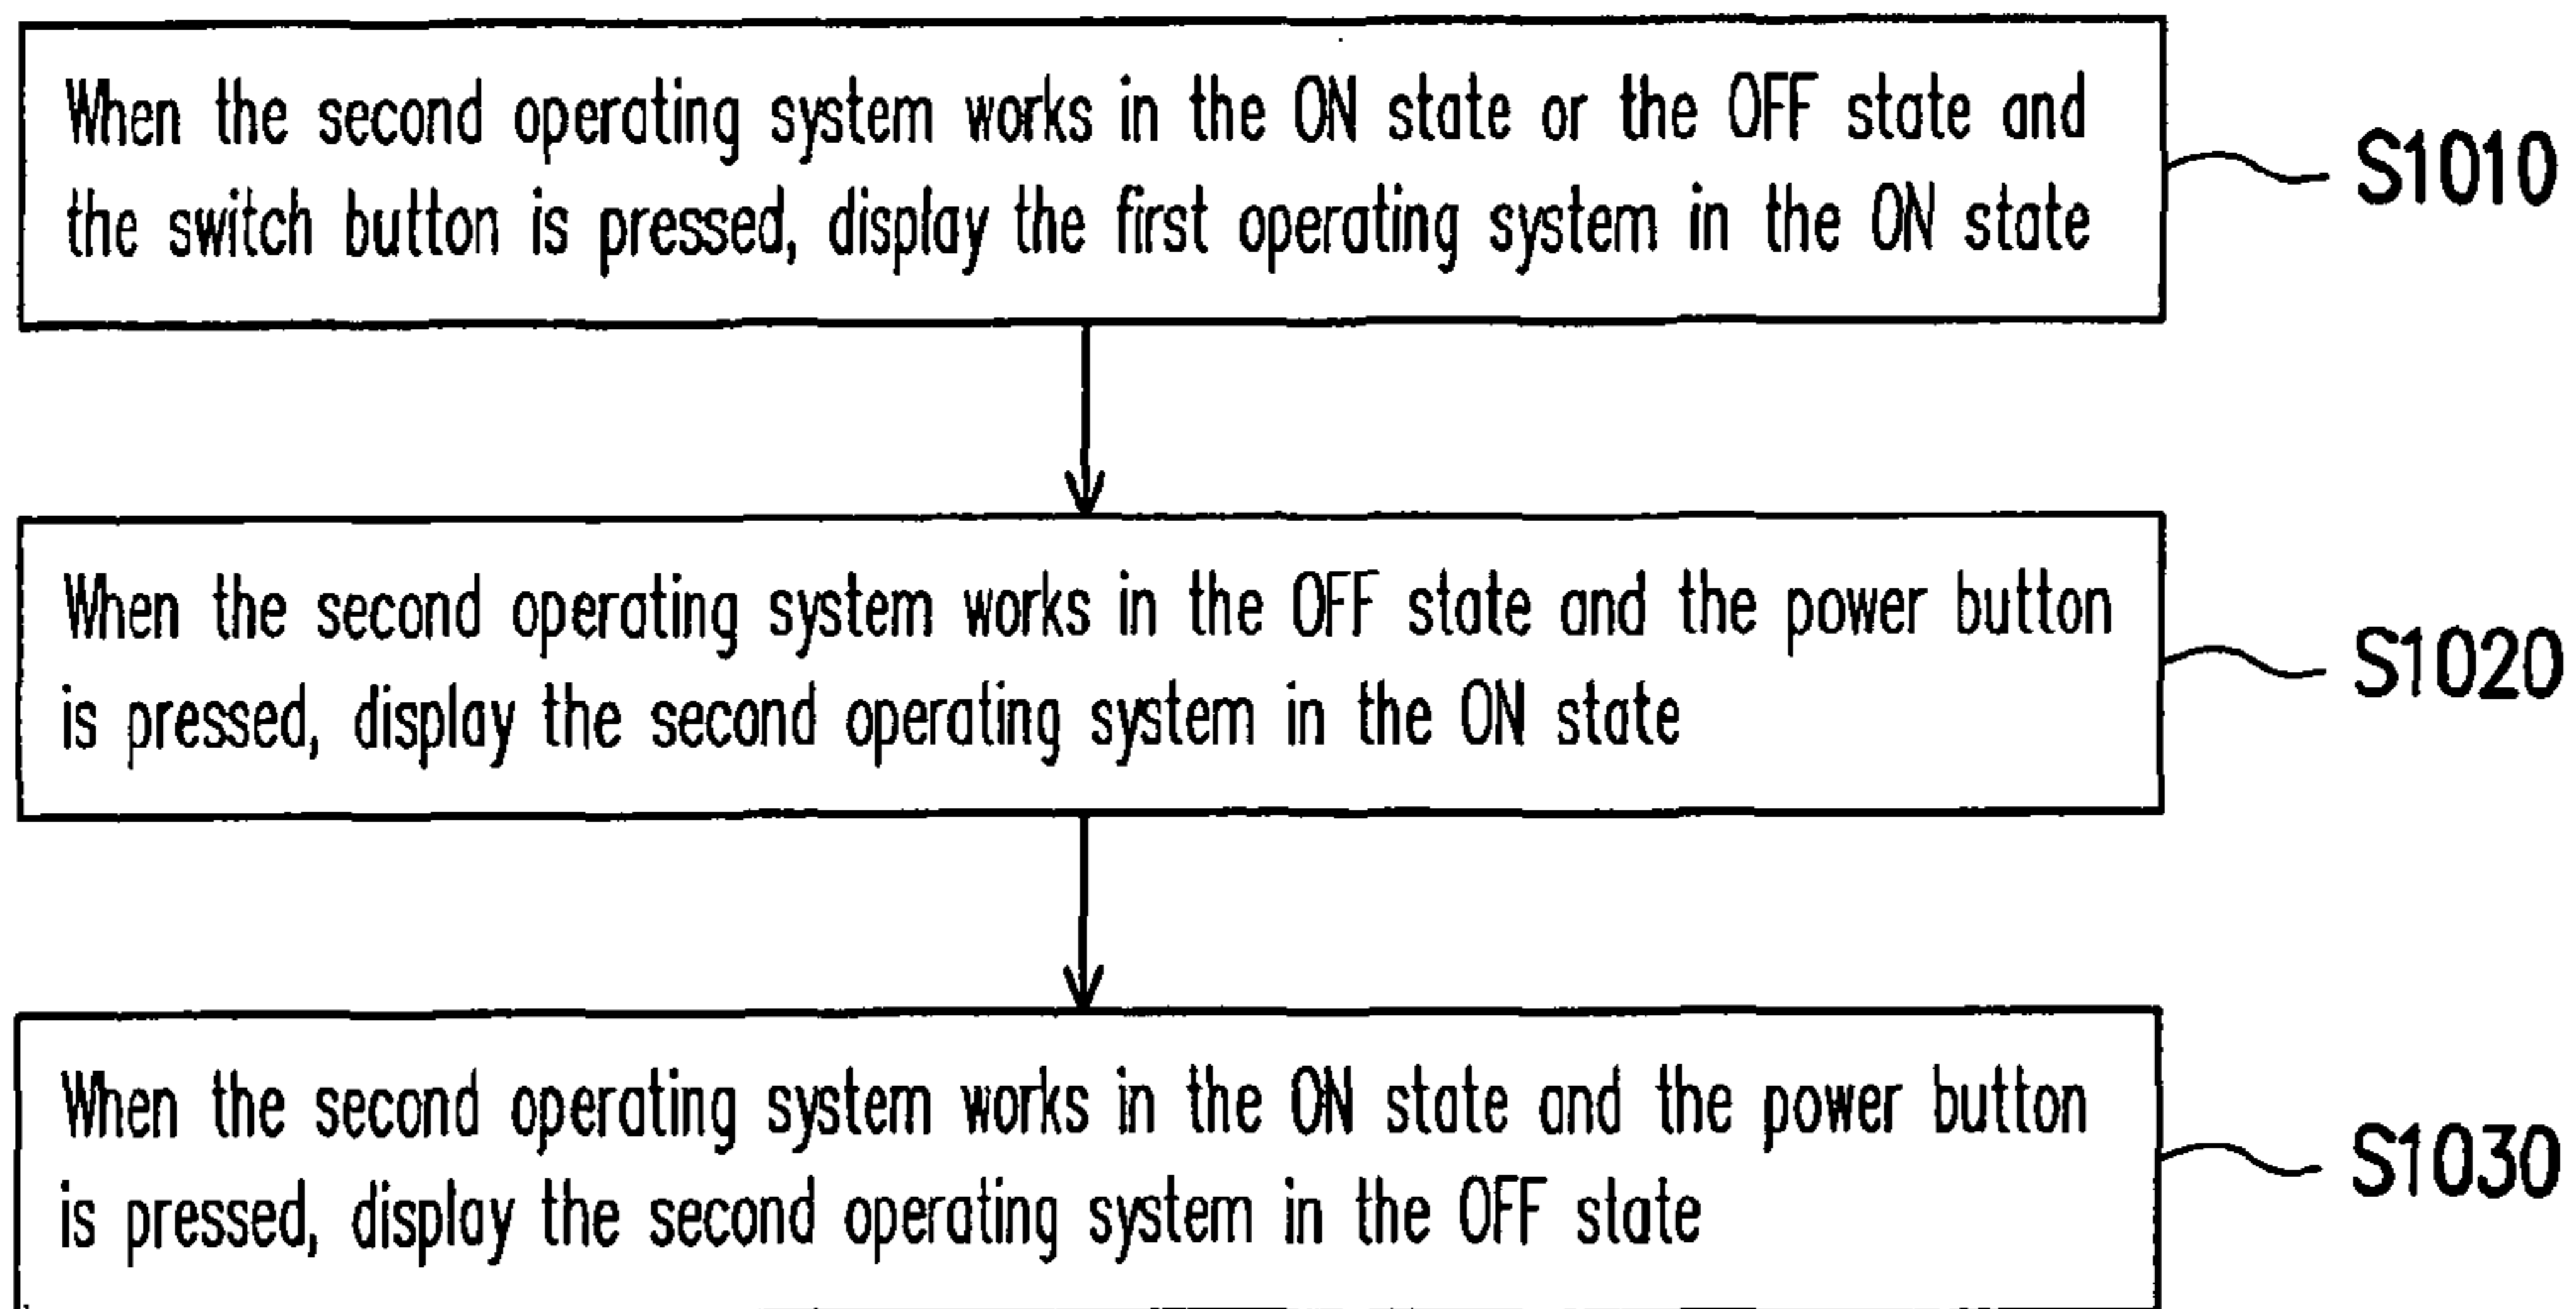 When the second operating system works in the ON state or the OFF state and
the switch button is pressed, display the first operating system in the ON state
S1010
When the second operating system works in the OFF state and the power button
is pressed, display the second operating system in the ON state
S1020
When the second operating system works in the ON state and the power button
is pressed, display the second operating system in the OFF state
S1030